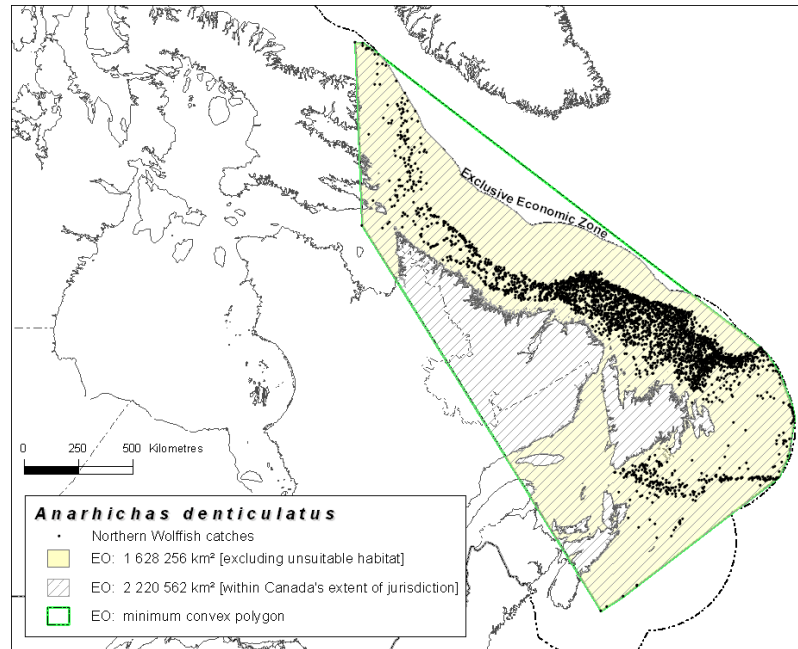 Exclusive Economic Zone
0 250 500 Kilometres
Anarhichas denticulatus
Northern Wolffish catches
EO: 1 628 256 km² [excluding unsuitable habitat]
EO: 2 220 562 km² [within Canada's extent of jurisdiction]
EO: minimum convex polygon